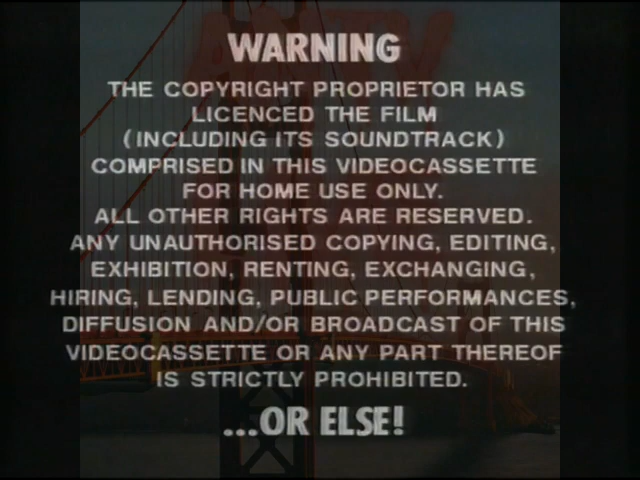 WARNING
THE COPYRIGHT PROPRIETOR HAS
LICENCED THE FILM
(INCLUDING ITS SOUNDTRACK)
COMPRISED IN THIS VIDEOCASSETTE
FOR HOME USE ONLY.
ALL OTHER RIGHTS ARE RESERVED.
ANY UNAUTHORISED COPYING, EDITING,
EXHIBITION, RENTING, EXCHANGING,
HIRING, LENDING, PUBLIC PERFORMANCES,
DIFFUSION AND/OR BROADCAST OF THIS
VIDEOCASSETTE OR ANY PART THEREOF
IS STRICTLY PROHIBITED.
...OR ELSE!